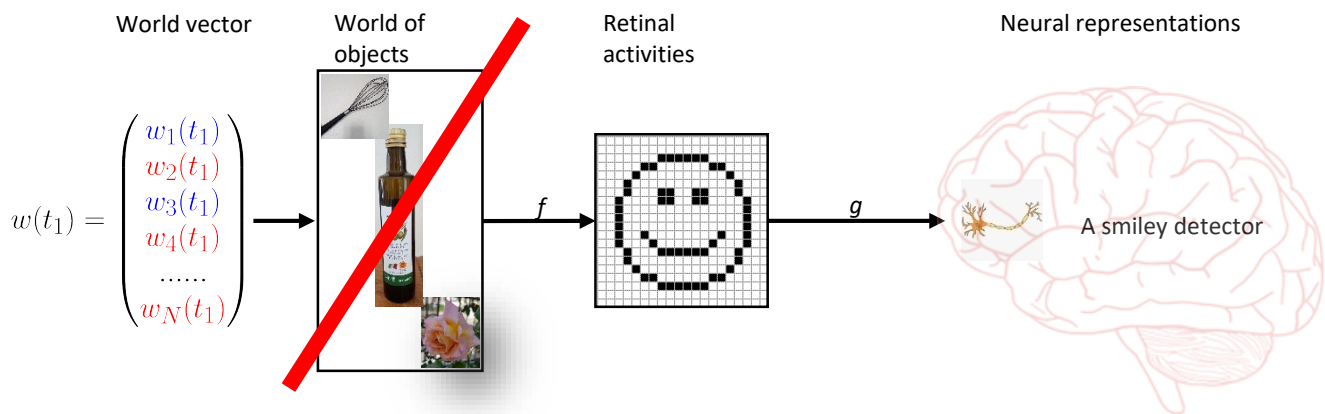 World vector
World of
objects
Retinal
activities
Neural representations
w(t₁) =
w₁(t₁)
w₂(t₁)
w₃(t₁)
w₄(t₁)
......
w_N(t₁)
f
g
A smiley detector